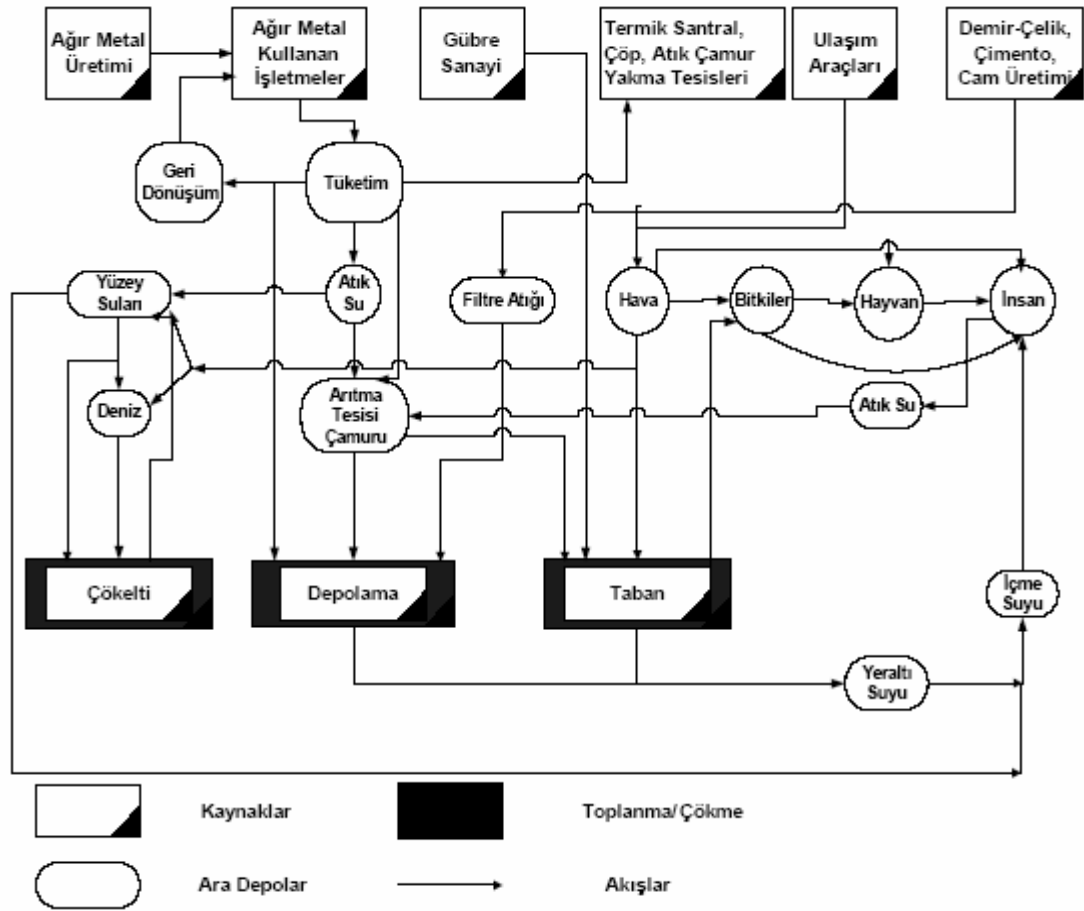 Ağır Metal
Üretimi
Ağır Metal
Kullanan
İşletmeler
Gübre
Sanayi
Termik Santral,
Çöp, Atık Çamur
Yakma Tesisleri
Ulaşım
Araçları
Demir-Çelik,
Çimento,
Cam Üretimi
Geri
Dönüşüm
Tüketim
Yüzey
Suları
Atık
Su
Filtre Atığı
Hava
Bitkiler
Hayvan
İnsan
Deniz
Arıtma
Tesisi
Çamuru
Atık Su
Çökelti
Depolama
Taban
İçme
Suyu
Yeraltı
Suyu
Kaynaklar
Toplanma/Çökme
Ara Depolar
Akışlar